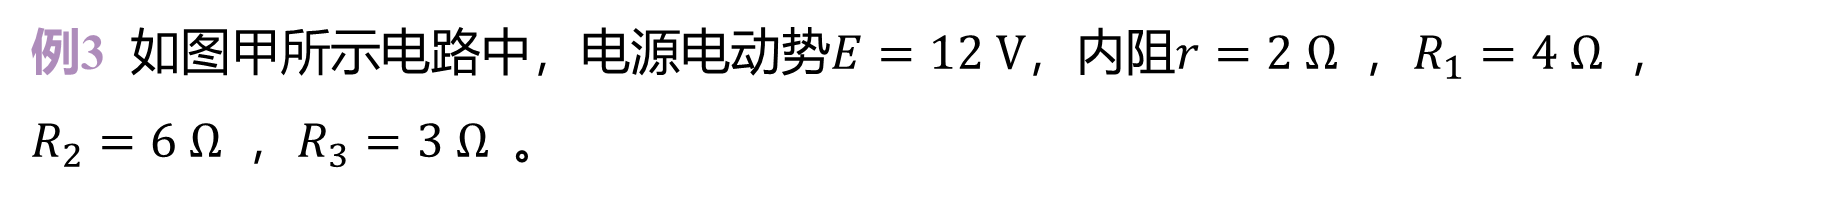 例3 如图甲所示电路中，电源电动势E = 12 V，内阻r = 2 Ω ，R₁ = 4 Ω ，
R₂ = 6 Ω ，R₃ = 3 Ω 。